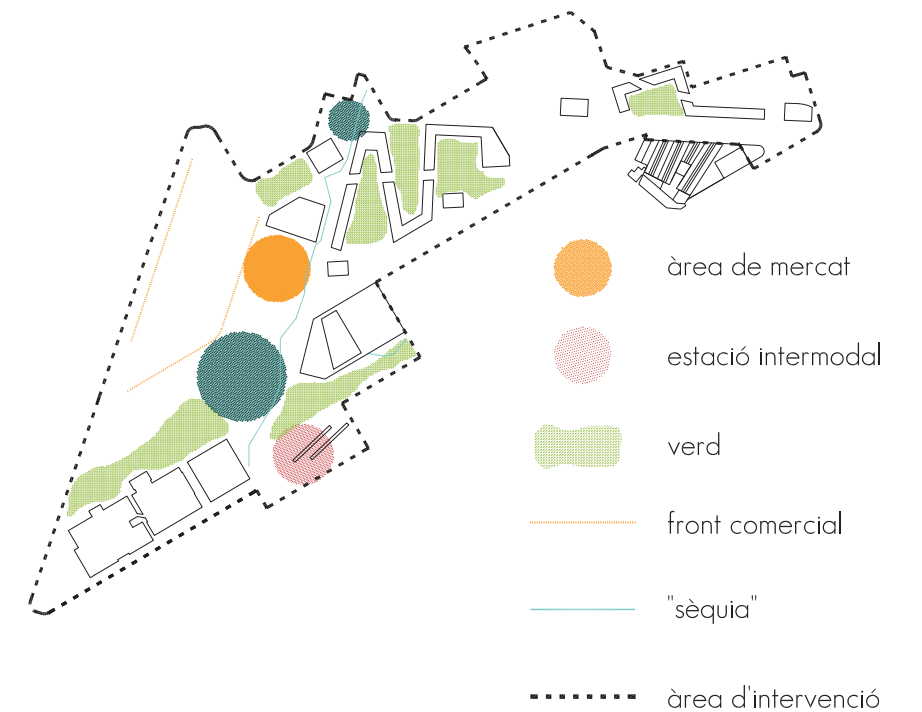 àrea de mercat
estació intermodal
verd
front comercial
"sèquia"
àrea d'intervenció